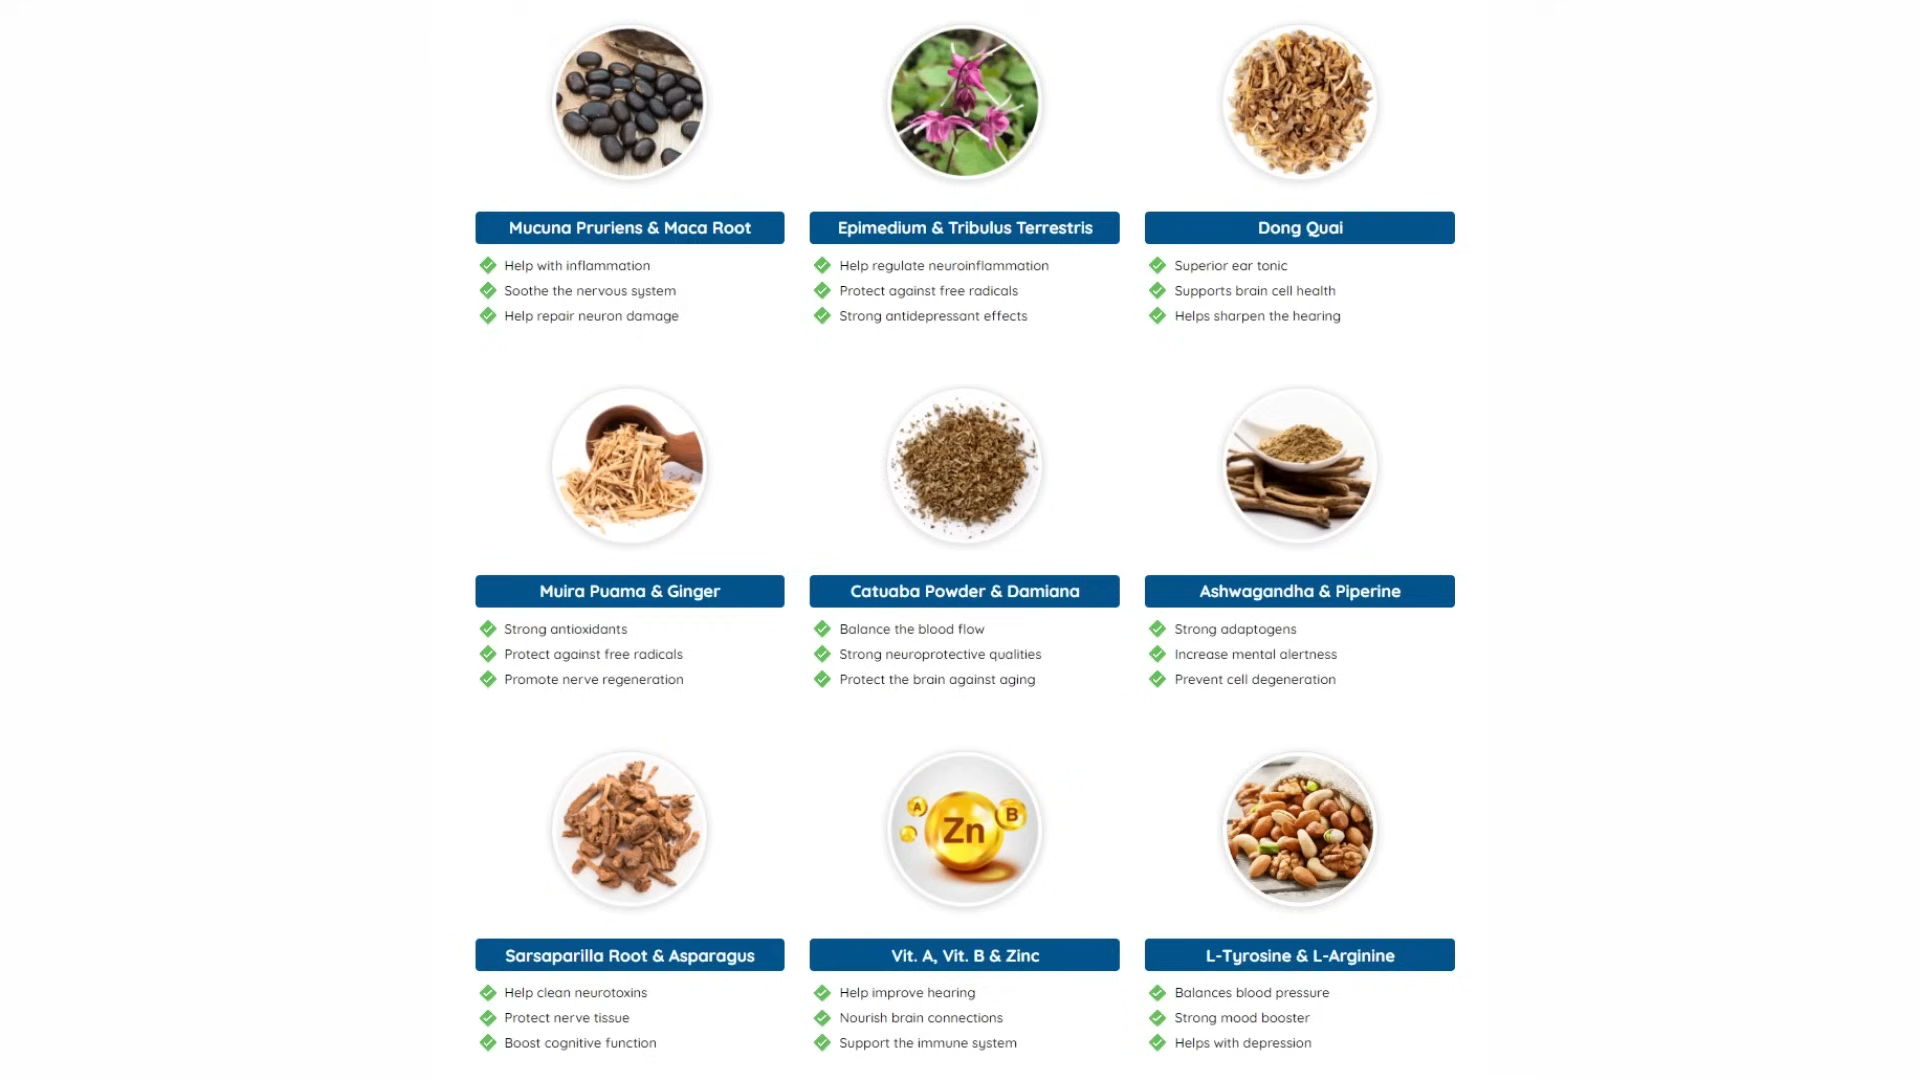 Mucuna Pruriens & Maca Root
Help with inflammation
Soothe the nervous system
Help repair neuron damage
Epimedium & Tribulus Terrestris
Help regulate neuroinflammation
Protect against free radicals
Strong antidepressant effects
Dong Quai
Superior ear tonic
Supports brain cell health
Helps sharpen the hearing
Muira Puama & Ginger
Strong antioxidants
Protect against free radicals
Promote nerve regeneration
Catuaba Powder & Damiana
Balance the blood flow
Strong neuroprotective qualities
Protect the brain against aging
Ashwagandha & Piperine
Strong adaptogens
Increase mental alertness
Prevent cell degeneration
A
Zn
B
Sarsaparilla Root & Asparagus
Help clean neurotoxins
Protect nerve tissue
Boost cognitive function
Vit. A, Vit. B & Zinc
Help improve hearing
Nourish brain connections
Support the immune system
L-Tyrosine & L-Arginine
Balances blood pressure
Strong mood booster
Helps with depression